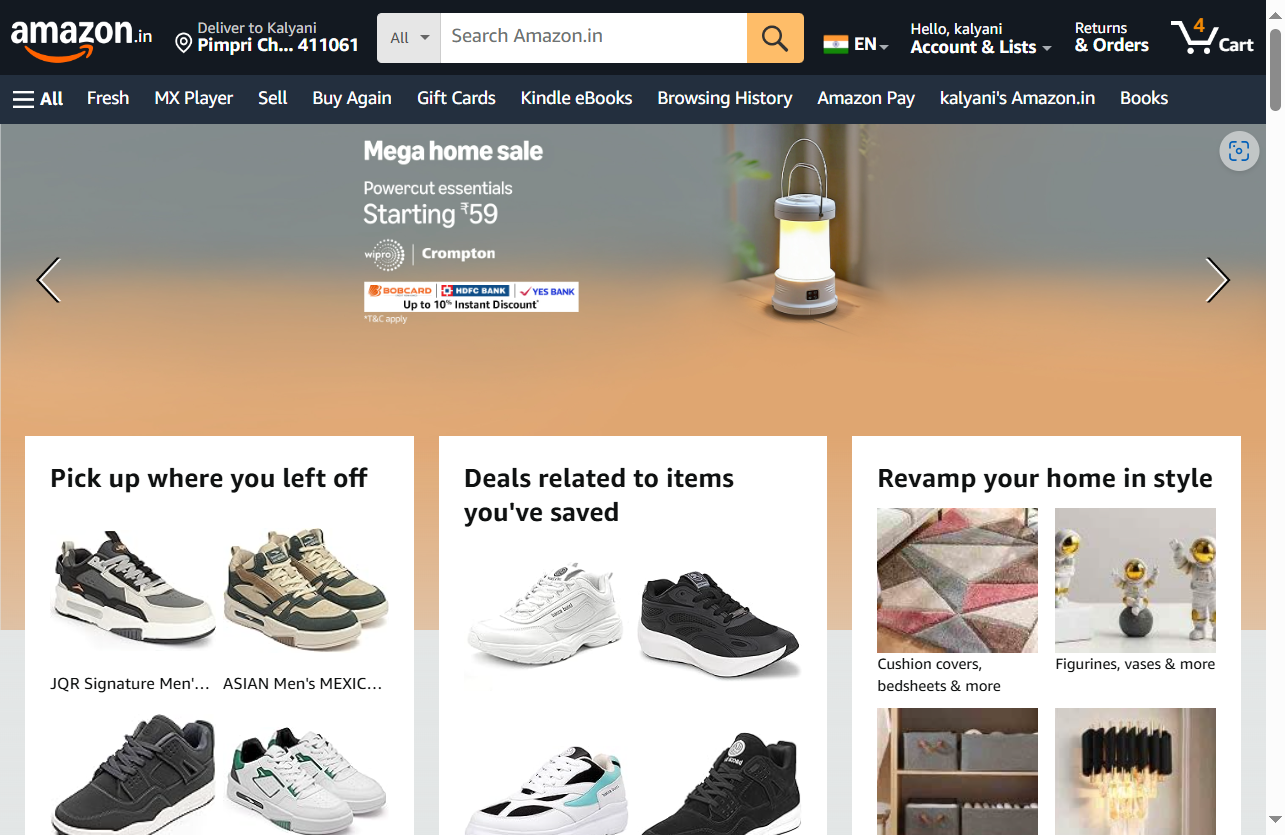 amazon.in
Deliver to Kalyani
Pimpri Ch... 411061
All
Search Amazon.in
EN
Hello, kalyani
Account & Lists
Returns
& Orders
4
Cart
All
Fresh
MX Player
Sell
Buy Again
Gift Cards
Kindle eBooks
Browsing History
Amazon Pay
kalyani's Amazon.in
Books
Mega home sale
Powercut essentials
Starting ₹59
wipro
Crompton
BOBCARD
HDFC BANK
YES BANK
Up to 10% Instant Discount*
*T&C apply
Pick up where you left off
JQR Signature Men'...
ASIAN Men's MEXIC...
Deals related to items
you've saved
Revamp your home in style
Cushion covers,
bedsheets & more
Figurines, vases & more